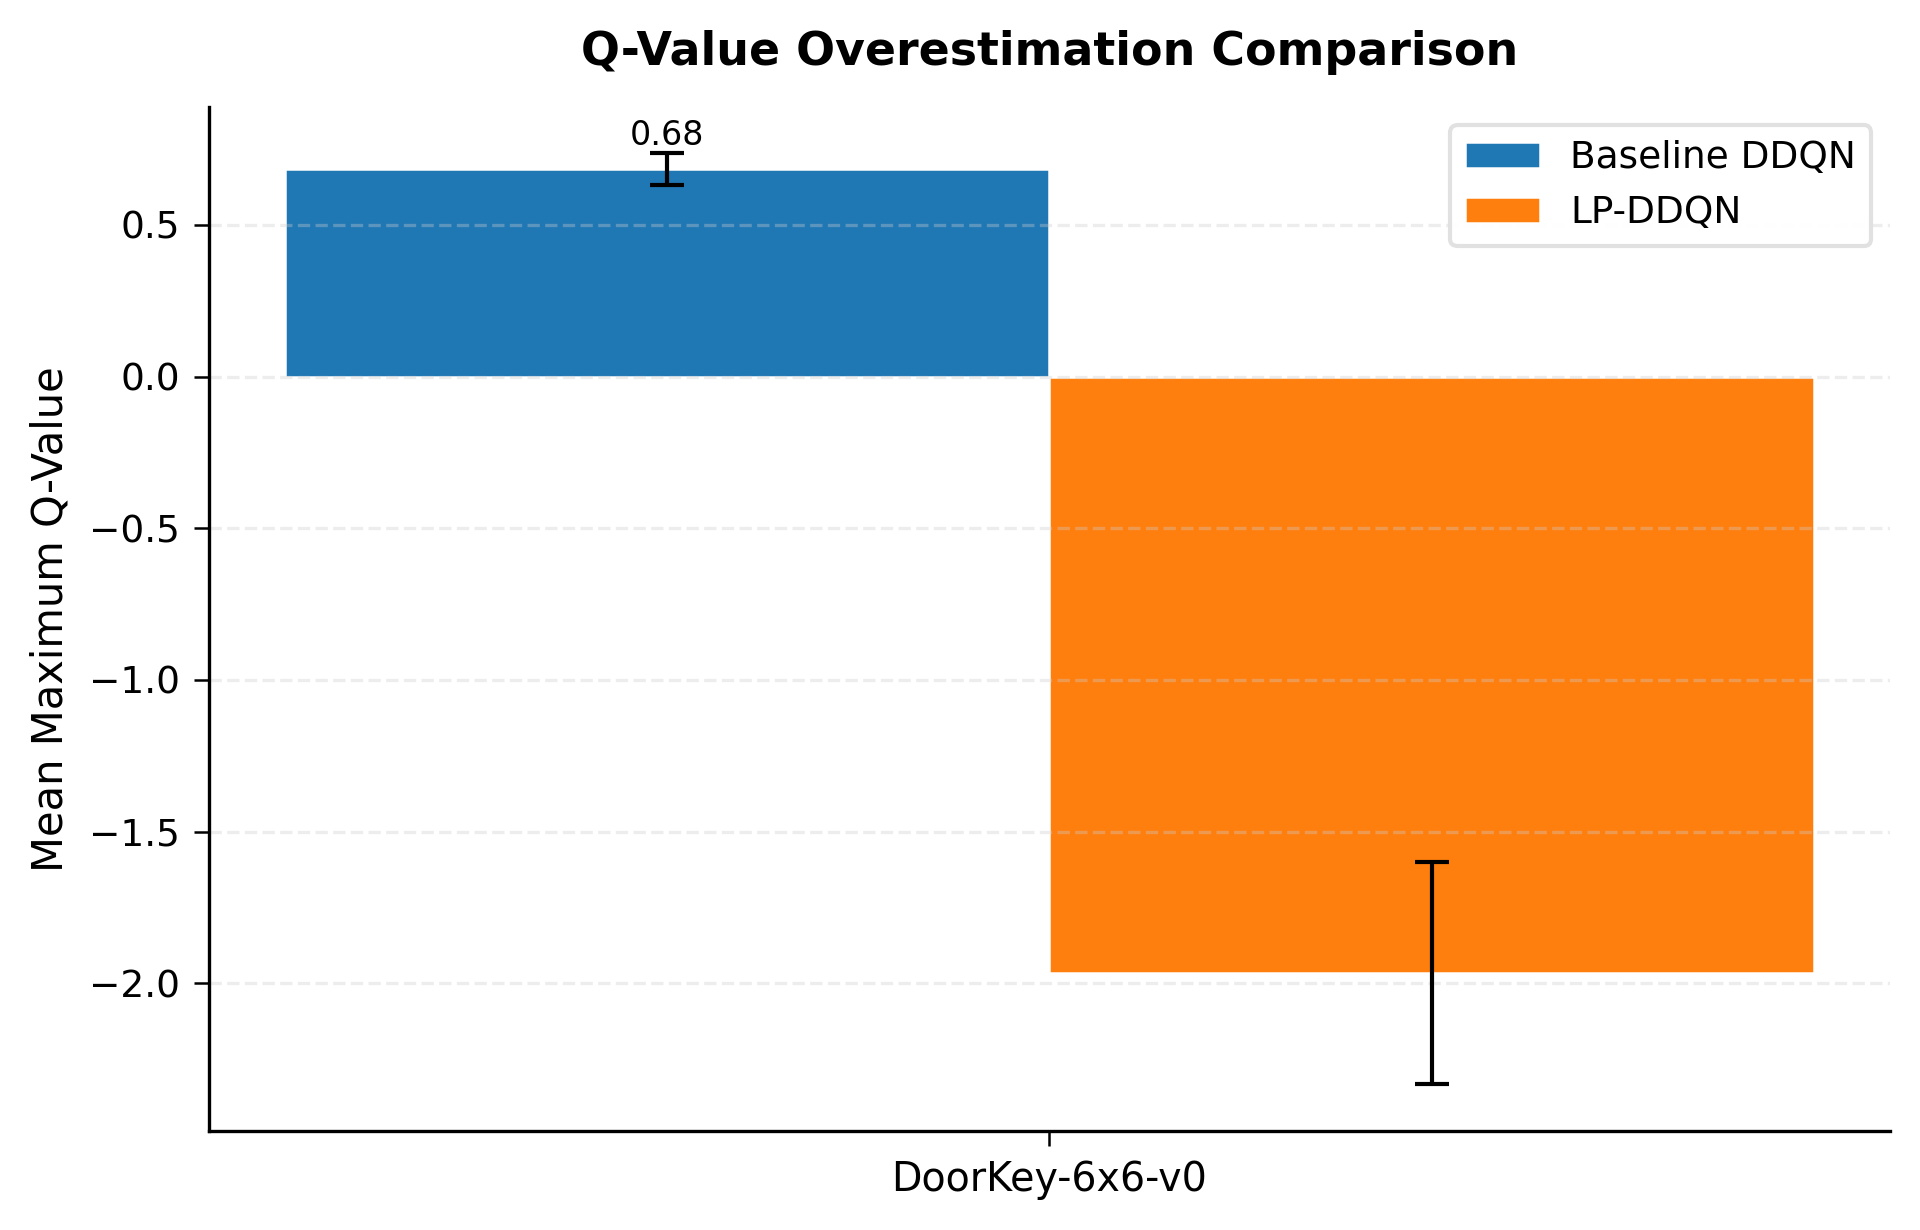 Q-Value Overestimation Comparison
0.68
Baseline DDQN
LP-DDQN
Mean Maximum Q-Value
0.5
0.0
−0.5
−1.0
−1.5
−2.0
DoorKey-6x6-v0